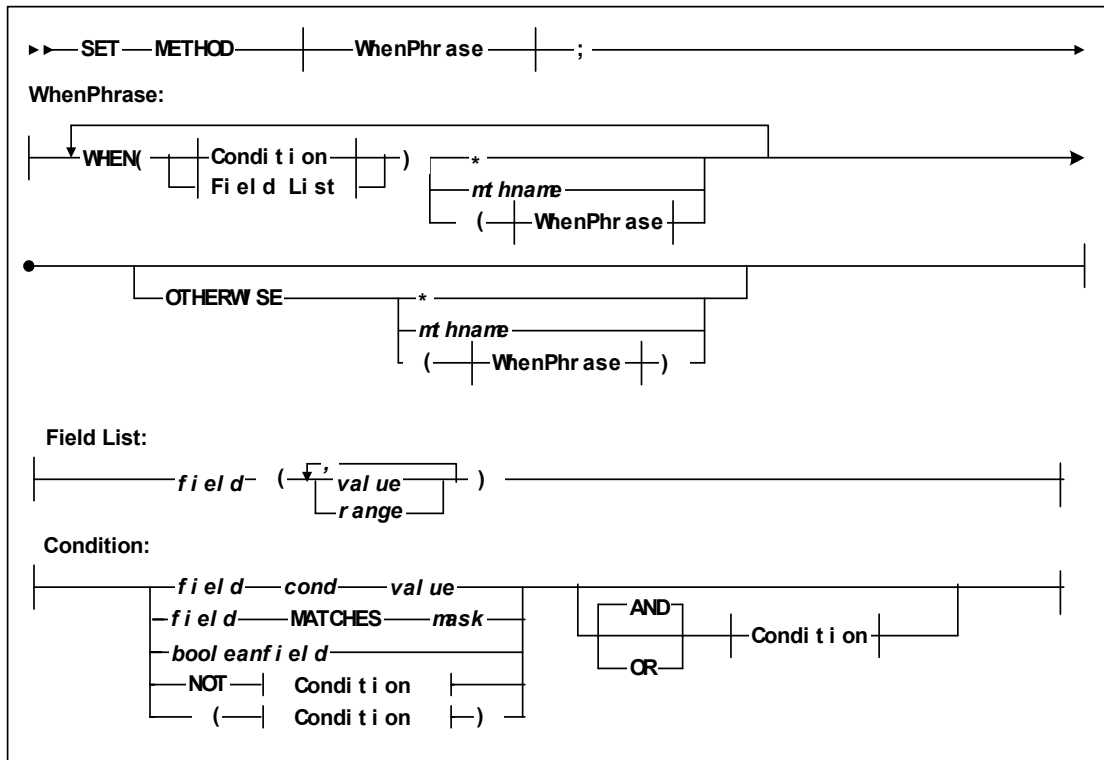 SET METHOD WhenPhrase ;
WhenPhrase:
WHEN( Condition ) *
Field List mthname
( WhenPhrase
OTHERWISE *
mthname
( WhenPhrase )
Field List:
field ( , value )
range
Condition:
field cond value
field MATCHES mask AND
booleanfield Condition
NOT Condition OR
( Condition )